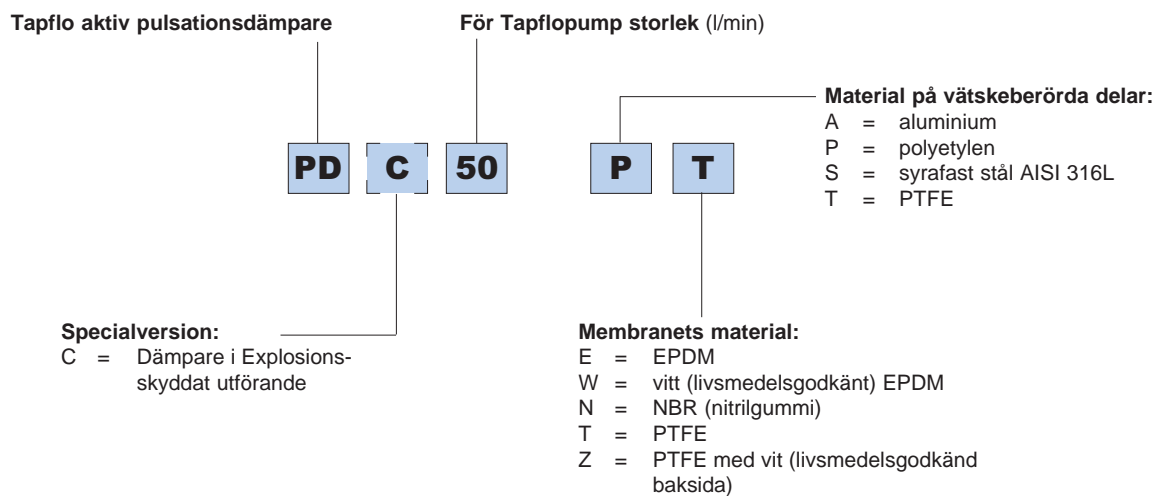 Tapflo aktiv pulsationsdämpare
För Tapflopump storlek (l/min)
Material på vätskeberörda delar:
A = aluminium
P = polyetylen
S = syrafast stål AISI 316L
T = PTFE
PD C 50 P T
Specialversion:
C = Dämpare i Explosions-
skyddat utförande
Membranets material:
E = EPDM
W = vitt (livsmedelsgodkänt) EPDM
N = NBR (nitrilgummi)
T = PTFE
Z = PTFE med vit (livsmedelsgodkänd
baksida)